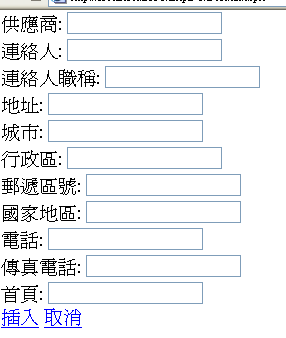 供應商:
連絡人:
連絡人職稱:
地址:
城市:
行政區:
郵遞區號:
國家地區:
電話:
傳真電話:
首頁:
插入 取消